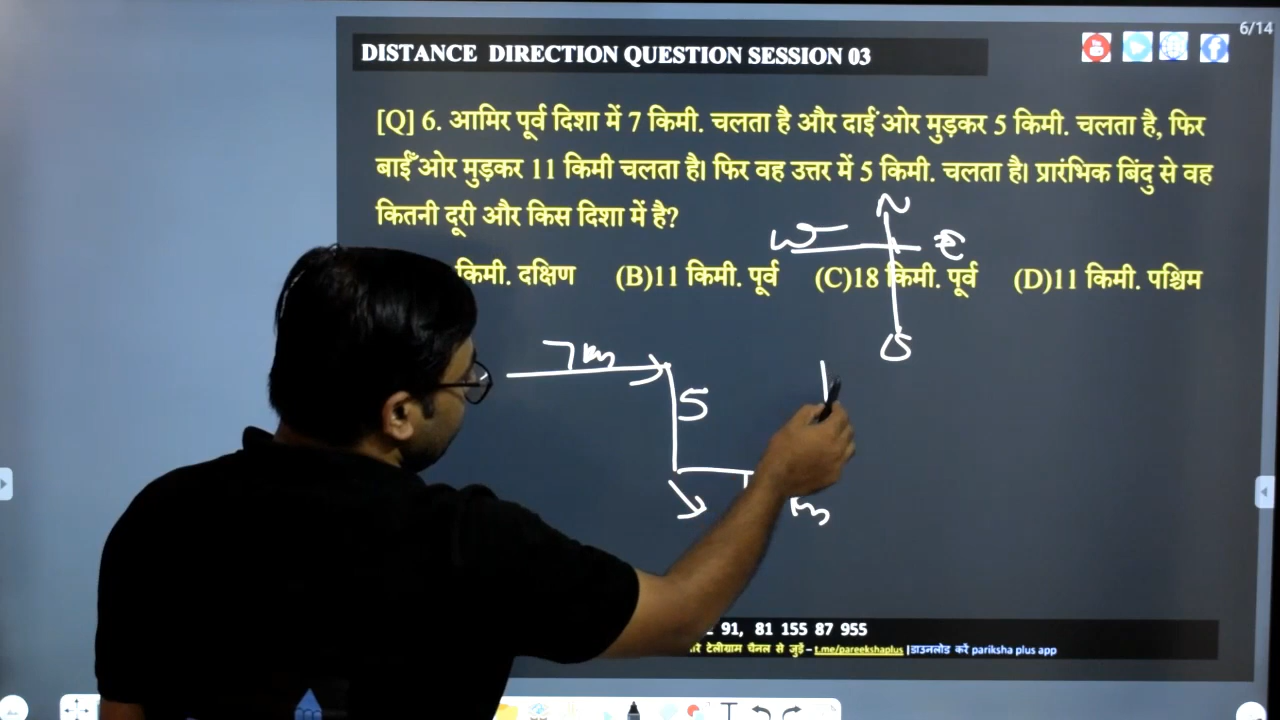 6/14
DISTANCE DIRECTION QUESTION SESSION 03
[Q] 6. आमिर पूर्व दिशा में 7 किमी. चलता है और दाईं ओर मुड़कर 5 किमी. चलता है, फिर
बाईं ओर मुड़कर 11 किमी चलता है। फिर वह उत्तर में 5 किमी. चलता है। प्रारंभिक बिंदु से वह
कितनी दूरी और किस दिशा में है?
N
W E
किमी. दक्षिण (B)11 किमी. पूर्व (C)18 किमी. पूर्व (D)11 किमी. पश्चिम
S
7 km
5
km
91, 81 155 87 955
टेलीग्राम चैनल से जुड़ें – t.me/pareekshaplus |डाउनलोड करें pariksha plus app